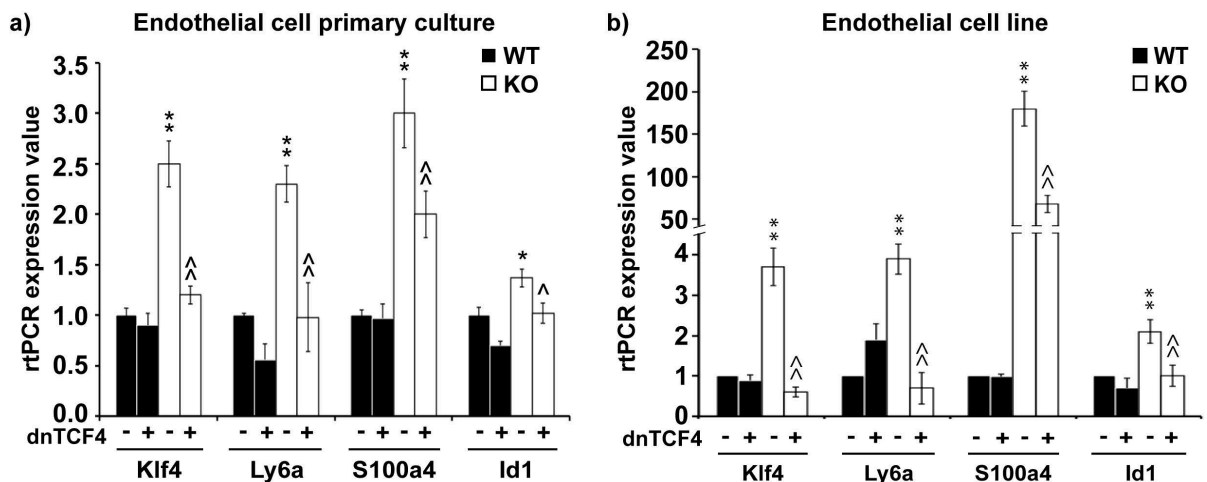 a) Endothelial cell primary culture
WT
KO
rtPCR expression value
3.5
3.0
2.5
2.0
1.5
1.0
0.5
0.0
** ^^ ** ^^ ** ^^ * ^
dnTCF4 - + - + - + - + - + - + - + - +
Klf4 Ly6a S100a4 Id1
b) Endothelial cell line
WT
KO
rtPCR expression value
250
200
150
100
50
4
3
2
1
0
** ^^ ** ^^ ** ^^ ** ^^
dnTCF4 - + - + - + - + - + - + - + - +
Klf4 Ly6a S100a4 Id1